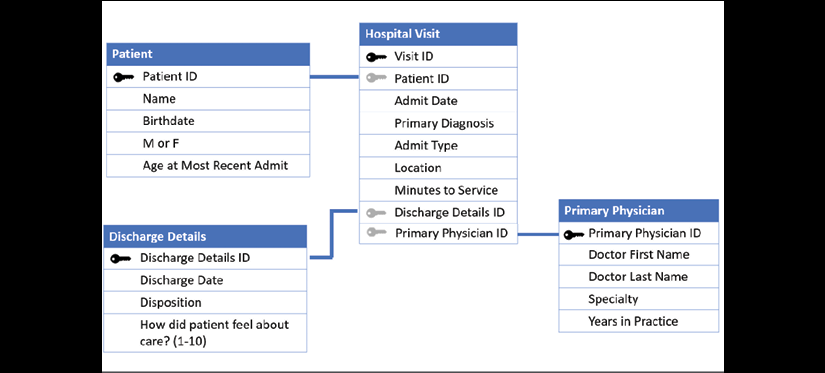 Patient
Patient ID
Name
Birthdate
M or F
Age at Most Recent Admit
Hospital Visit
Visit ID
Patient ID
Admit Date
Primary Diagnosis
Admit Type
Location
Minutes to Service
Discharge Details ID
Primary Physician ID
Discharge Details
Discharge Details ID
Discharge Date
Disposition
How did patient feel about
care? (1-10)
Primary Physician
Primary Physician ID
Doctor First Name
Doctor Last Name
Specialty
Years in Practice